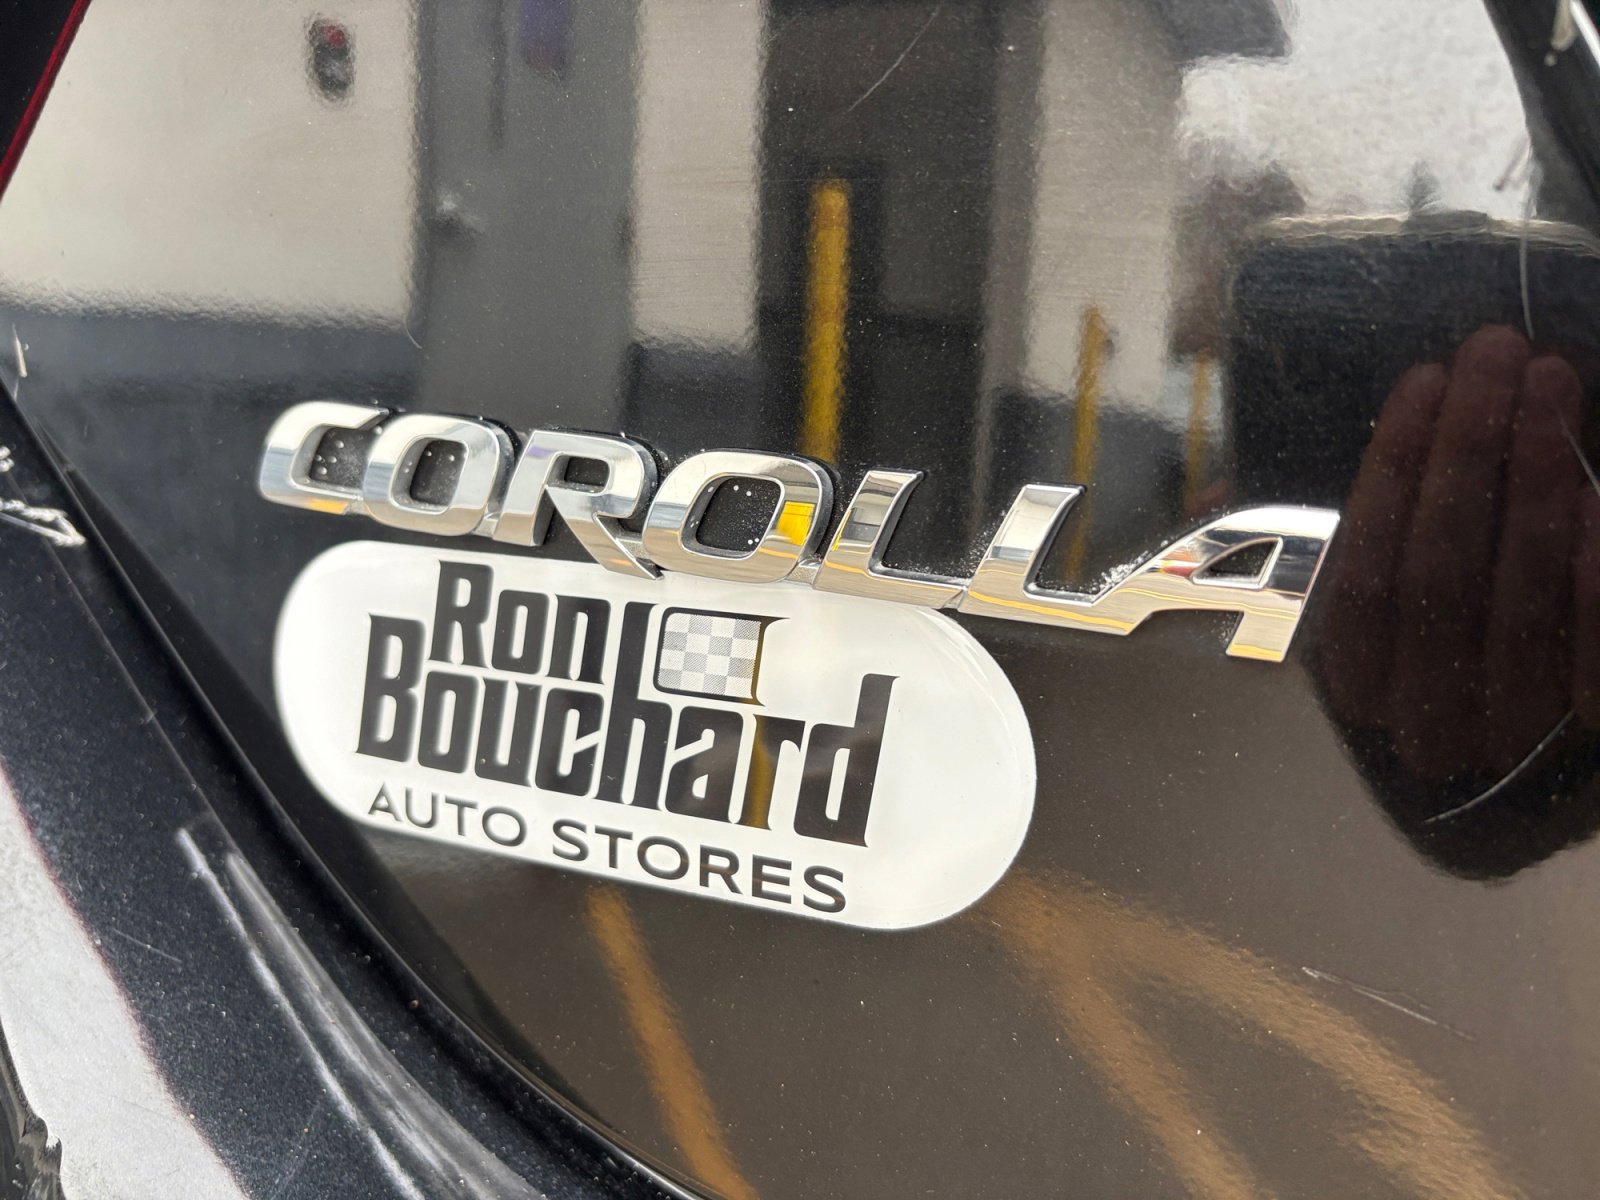 COROLLA
Ron
Bouchard
AUTO STORES